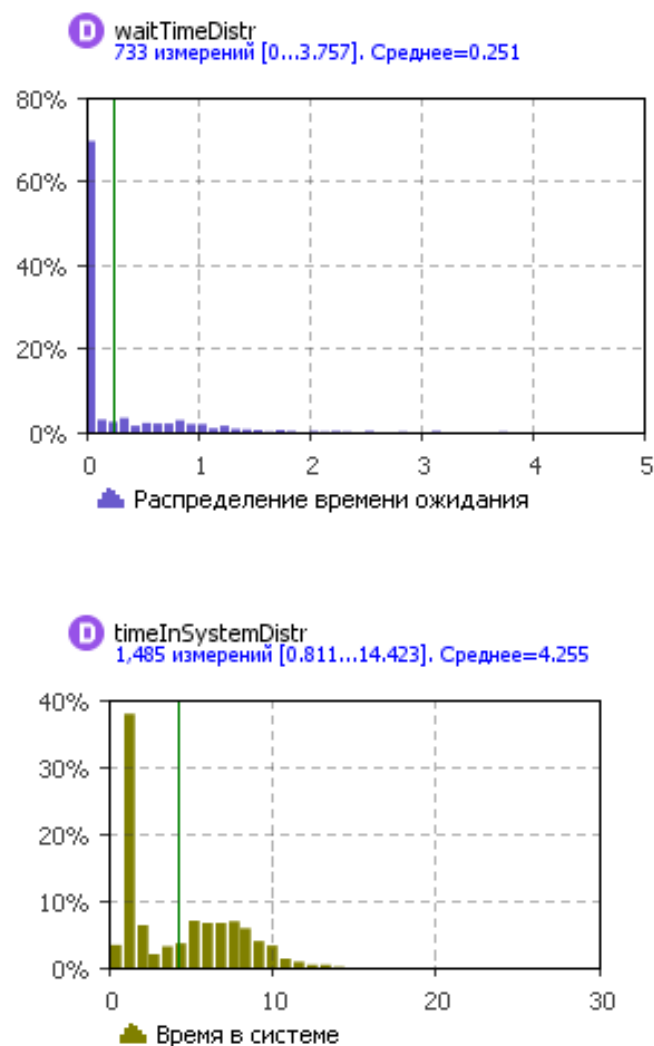 D waitTimeDistr
733 измерений [0...3.757]. Среднее=0.251
80%
60%
40%
20%
0%
0 1 2 3 4 5
Распределение времени ожидания
D timeInSystemDistr
1,485 измерений [0.811...14.423]. Среднее=4.255
40%
30%
20%
10%
0%
0 10 20 30
Время в системе